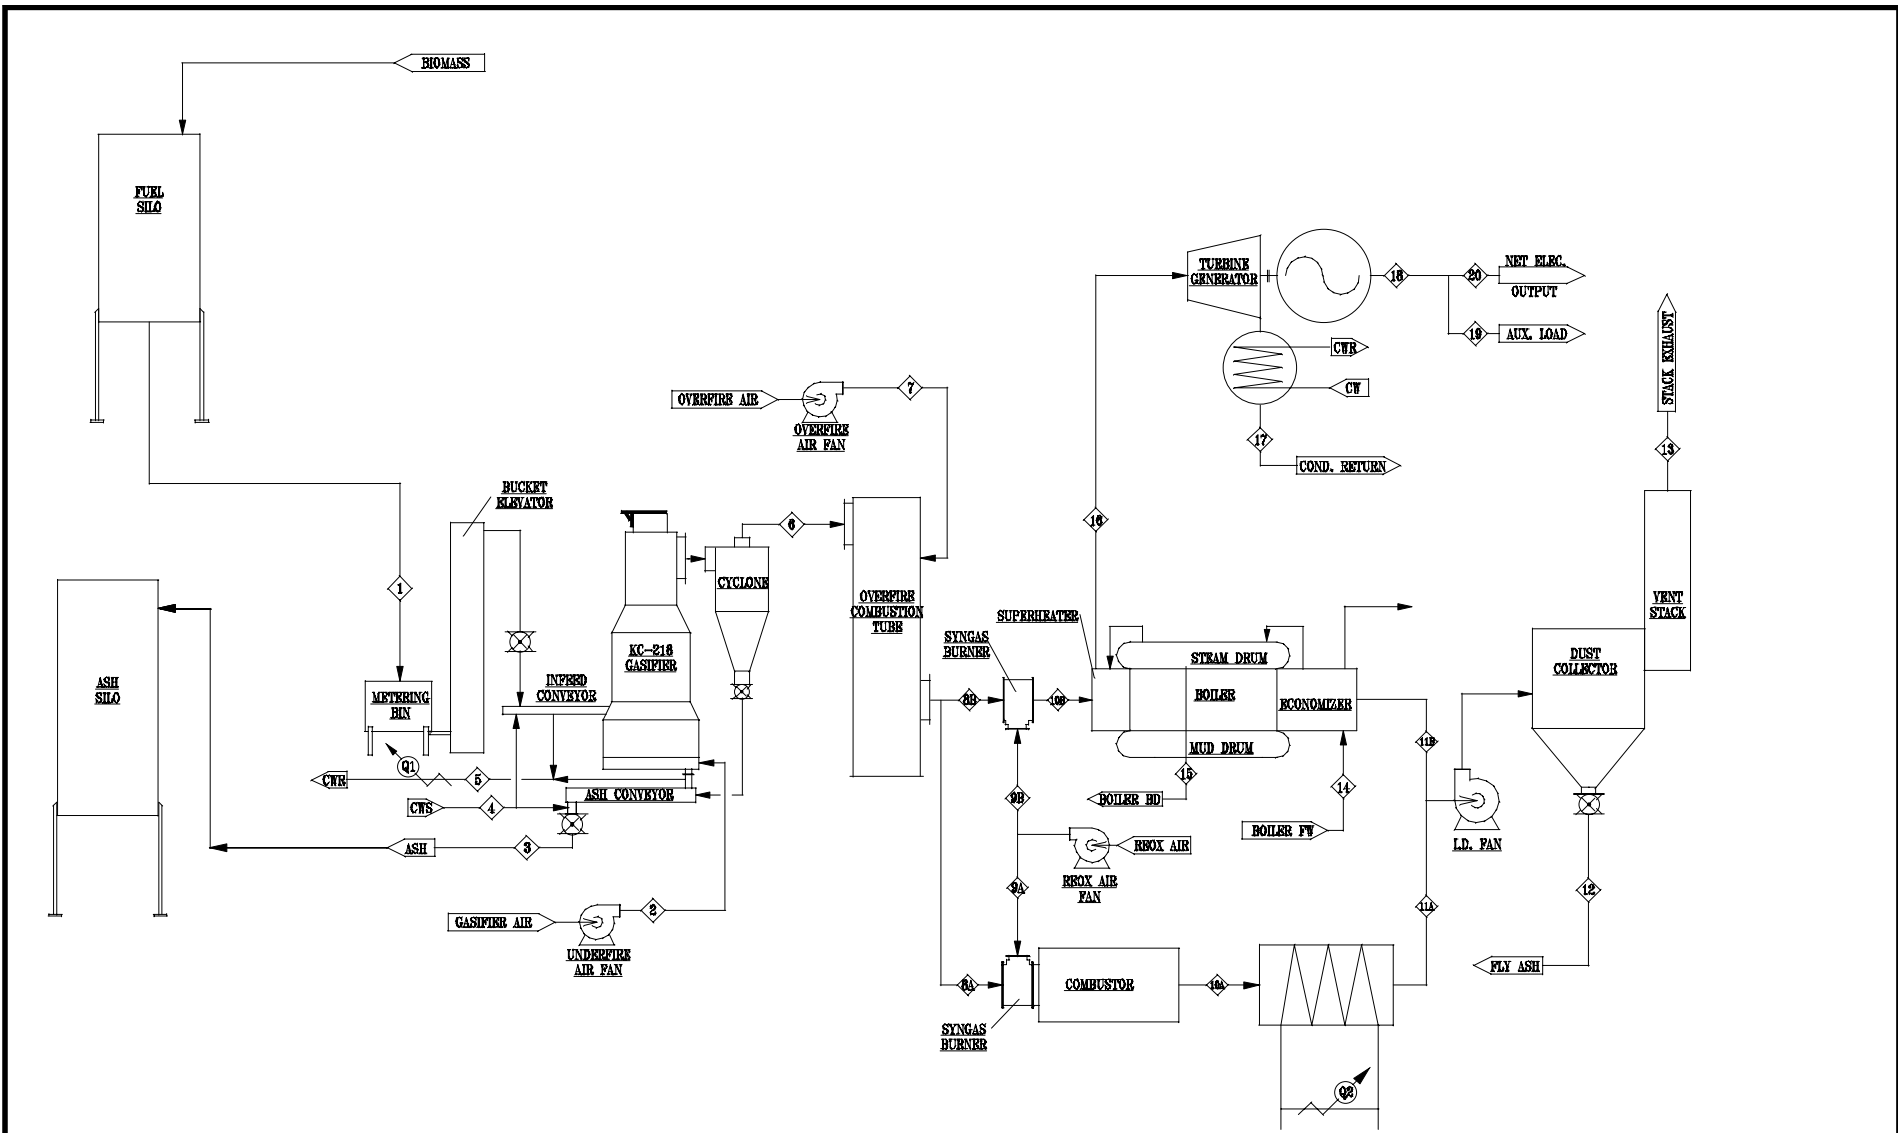 BIOMASS
FUEL
SILO
TURBINE
GENERATOR
18
20
NET ELEC.
OUTPUT
19
AUX. LOAD
CWR
CW
17
COND. RETURN
STACK EXHAUST
13
OVERFIRE AIR
7
OVERFIRE
AIR FAN
BUCKET
ELEVATOR
6
16
1
CYCLONE
OVERFIRE
COMBUSTION
TUBE
VENT
STACK
SUPERHEATER
SYNGAS
BURNER
KC-218
GASIFIER
STEAM DRUM
DUST
COLLECTOR
ASH
SILO
METERING
BIN
INFEED
CONVEYOR
8B
10B
BOILER
ECONOMIZER
MUD DRUM
11B
Q1
CWR
5
15
14
ASH CONVEYOR
9B
BOILER BD
CWS
4
BOILER FW
ASH
3
REOX AIR
I.D. FAN
REOX AIR
FAN
9A
12
11A
GASIFIER AIR
2
UNDERFIRE
AIR FAN
FLY ASH
8A
COMBUSTOR
10A
SYNGAS
BURNER
Q2